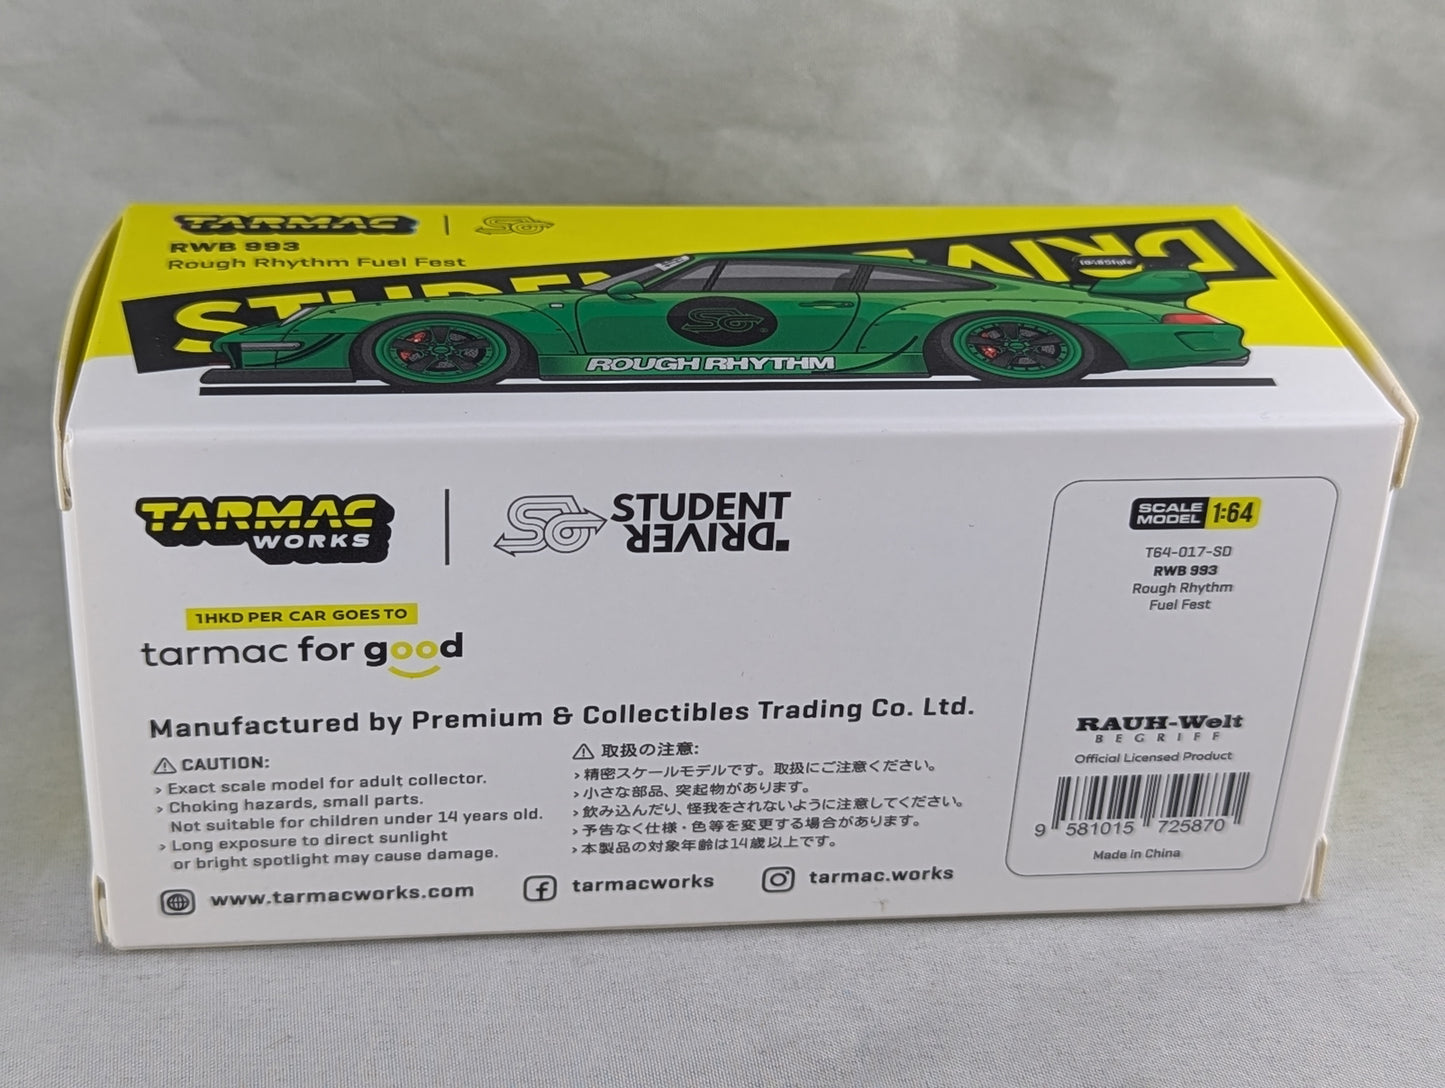 TARMAC
SD
RWB 993
Rough Rhythm Fuel Fest
STUDENT DRIVER
SD
ROUGH RHYTHM
TARMAC
WORKS
SD
STUDENT
DRIVER.
1HKD PER CAR GOES TO
tarmac for good
Manufactured by Premium & Collectibles Trading Co. Ltd.
CAUTION:
› Exact scale model for adult collector.
› Choking hazards, small parts.
Not suitable for children under 14 years old.
› Long exposure to direct sunlight
or bright spotlight may cause damage.
取扱の注意:
› 精密スケールモデルです。取扱にご注意ください。
› 小さな部品、突起物があります。
› 飲み込んだり、怪我をされないように注意してください。
› 予告なく仕様・色等を変更する場合があります。
› 本製品の対象年齢は14歳以上です。
www.tarmacworks.com
tarmacworks
tarmac.works
SCALE
MODEL 1:64
T64-017-SD
RWB 993
Rough Rhythm
Fuel Fest
RAUH-Welt
BEGRIFF
Official Licensed Product
9 581015 725870
Made in China